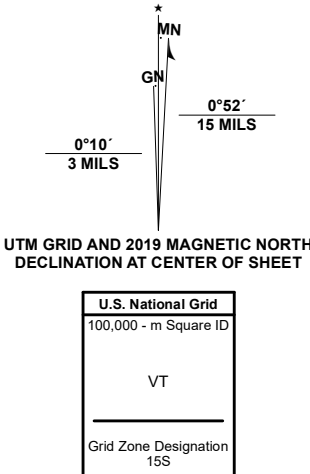 ★
MN
GN
0°52´
15 MILS
0°10´
3 MILS
UTM GRID AND 2019 MAGNETIC NORTH
DECLINATION AT CENTER OF SHEET
U.S. National Grid
100,000 - m Square ID
VT
Grid Zone Designation
15S